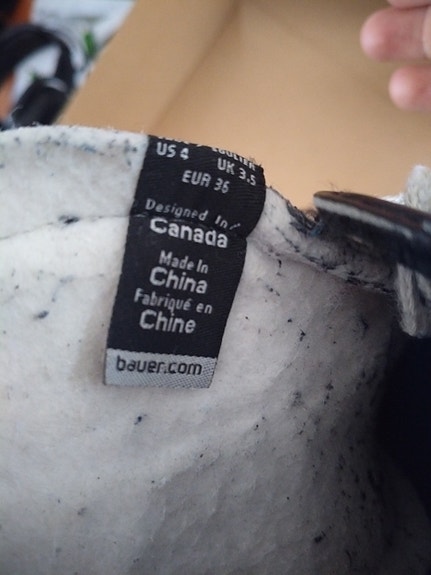 US 4 UK 3.5
EUR 36
Designed In
Canada
Made In
China
Fabriqué en
Chine
bauer.com